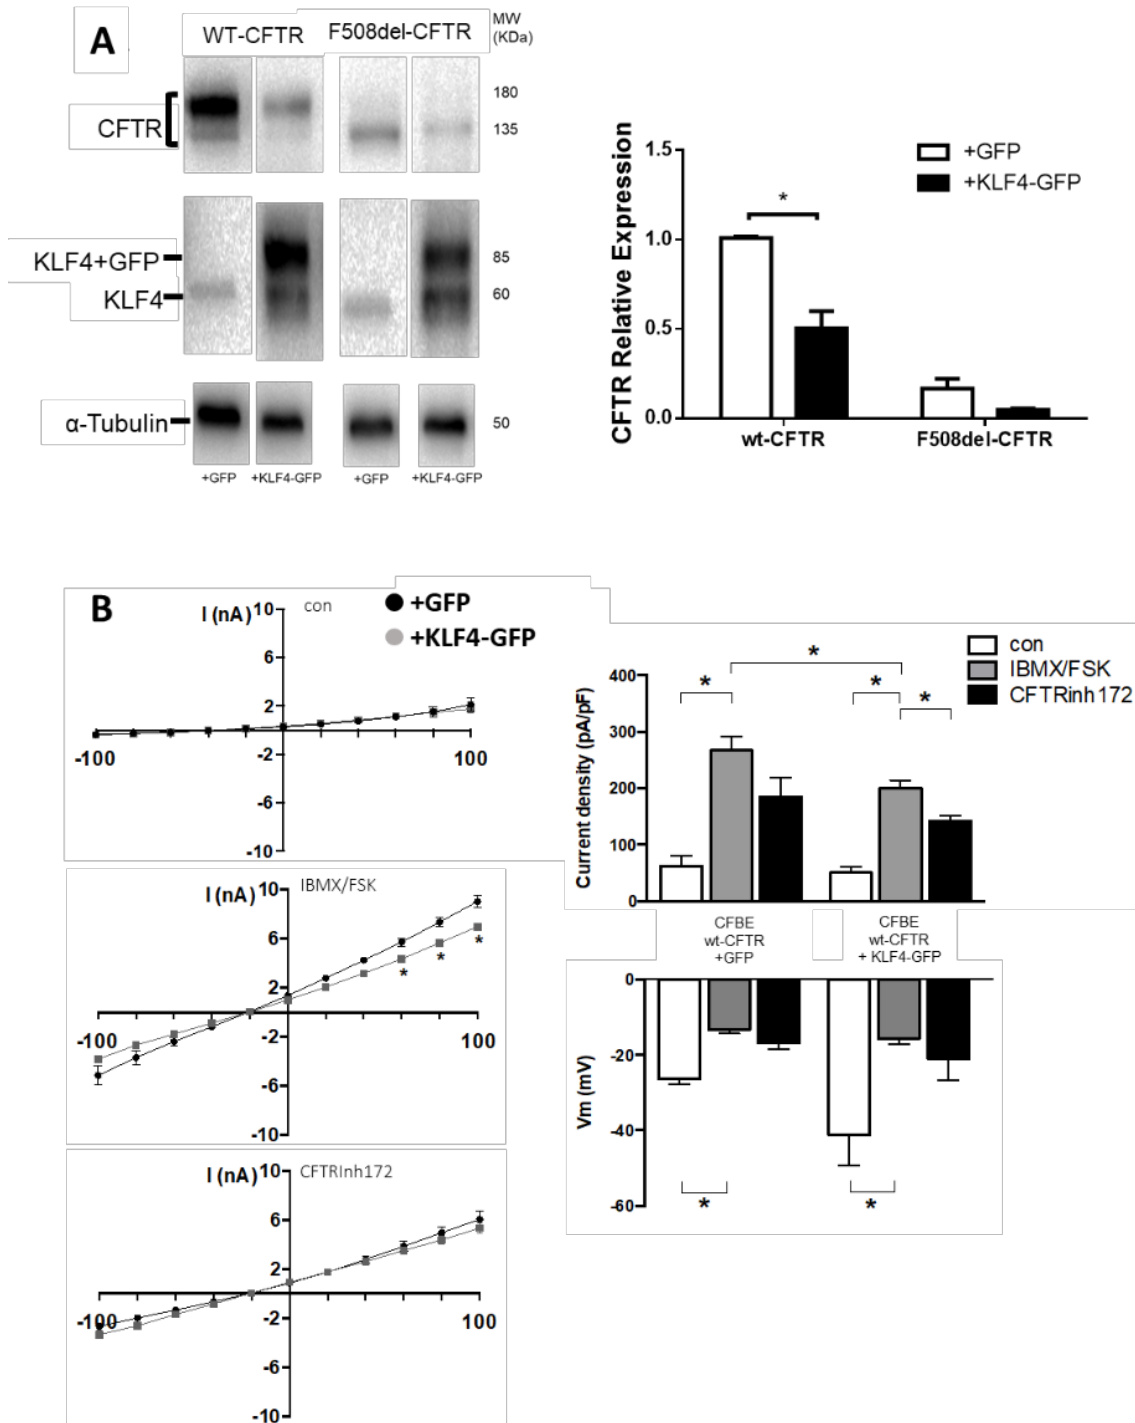 A
WT-CFTR
F508del-CFTR
MW
(KDa)
CFTR
180
135
KLF4+GFP
KLF4
85
60
α-Tubulin
50
+GFP
+KLF4-GFP
+GFP
+KLF4-GFP
CFTR Relative Expression
1.5
1.0
0.5
0.0
*
+GFP
+KLF4-GFP
wt-CFTR
F508del-CFTR
B
I (nA)
10
con
+GFP
+KLF4-GFP
6
2
-100
100
-2
-6
-10
I (nA)
10
IBMX/FSK
6
2
* * *
-100
100
-2
-6
-10
I (nA)
10
CFTRInh172
6
2
-100
100
-2
-6
-10
con
IBMX/FSK
CFTRinh172
Current density (pA/pF)
400
300
200
100
0
*
* * *
CFBE
wt-CFTR
+GFP
CFBE
wt-CFTR
+ KLF4-GFP
Vm (mV)
0
-20
-40
-60
* *